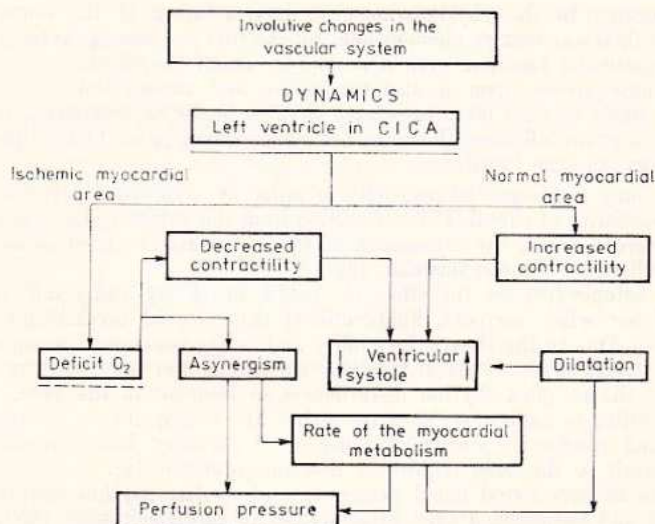 Involutive changes in the
vascular system
DYNAMICS
Left ventricle in CICA
Ischemic myocardial
area
Normal myocardial
area
Decreased
contractility
Increased
contractility
Deficit O₂
Asynergism
↓ Ventricular ↑
systole
Dilatation
Rate of the myocardial
metabolism
Perfusion pressure